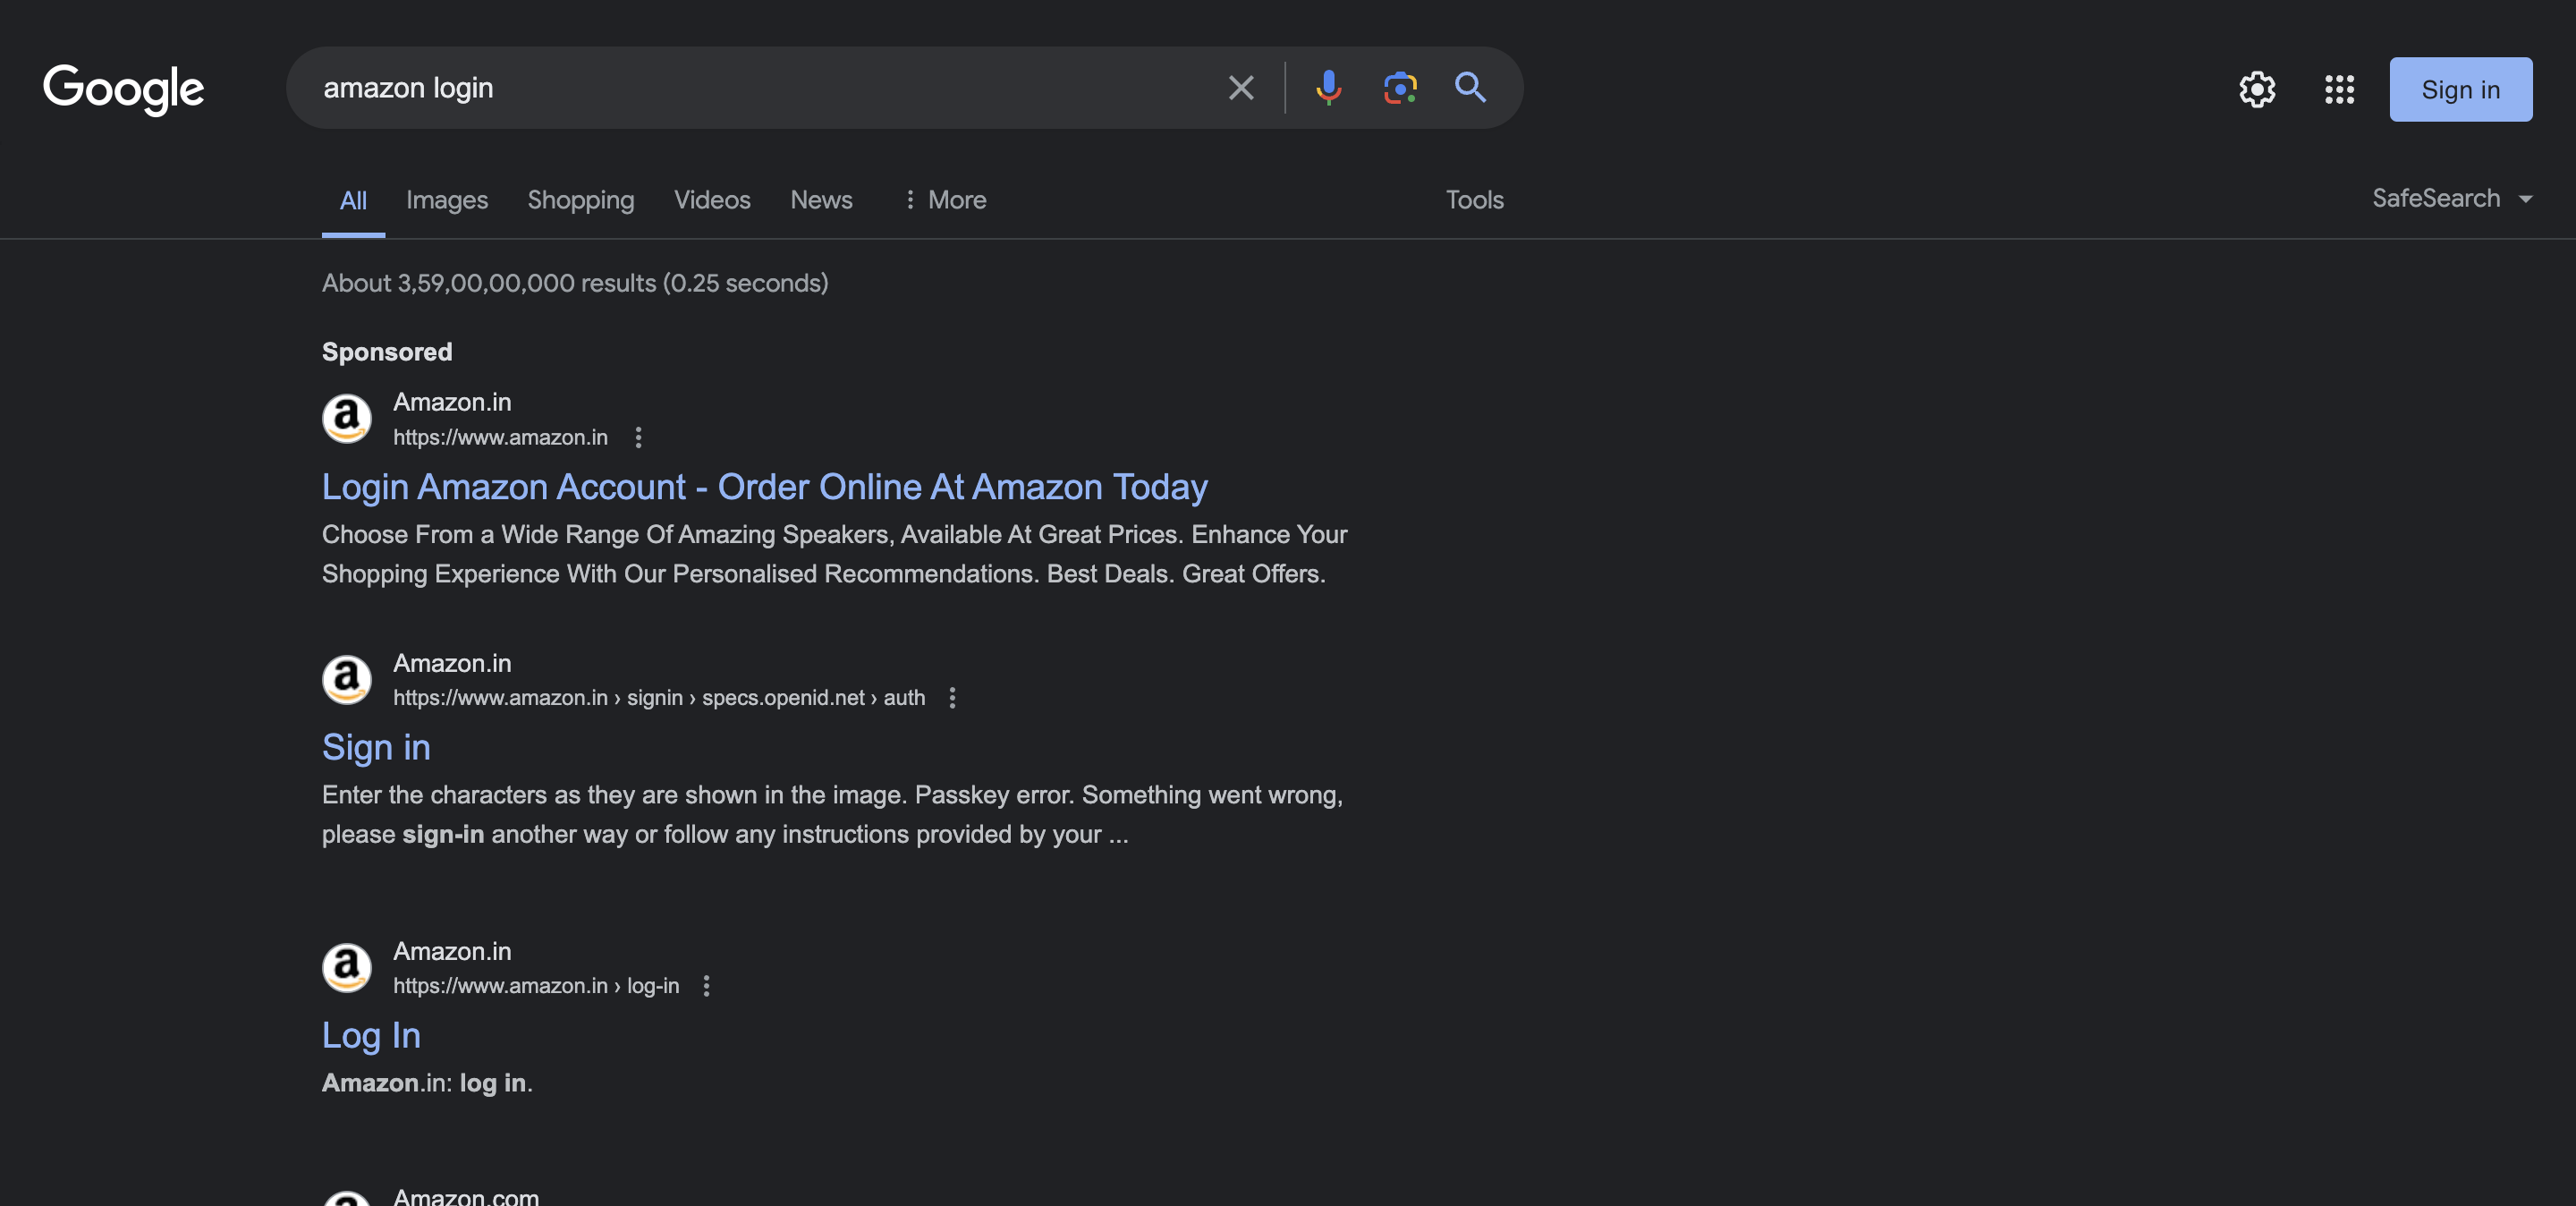 Google
amazon login
Sign in
All Images Shopping Videos News More Tools SafeSearch
About 3,59,00,00,000 results (0.25 seconds)
Sponsored
Amazon.in
https://www.amazon.in
Login Amazon Account - Order Online At Amazon Today
Choose From a Wide Range Of Amazing Speakers, Available At Great Prices. Enhance Your
Shopping Experience With Our Personalised Recommendations. Best Deals. Great Offers.
Amazon.in
https://www.amazon.in › signin › specs.openid.net › auth
Sign in
Enter the characters as they are shown in the image. Passkey error. Something went wrong,
please sign-in another way or follow any instructions provided by your ...
Amazon.in
https://www.amazon.in › log-in
Log In
Amazon.in: log in.
Amazon.com